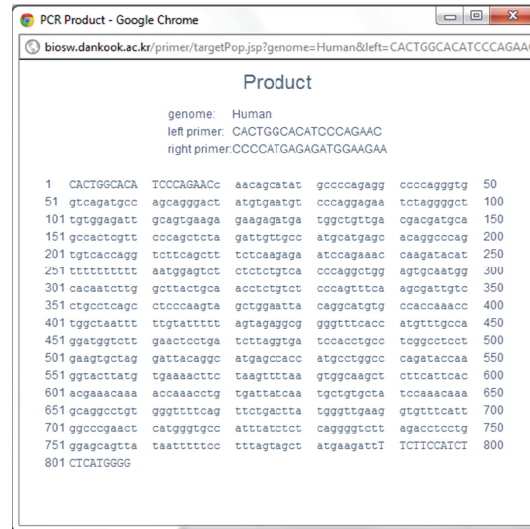 PCR Product - Google Chrome
biosw.dankook.ac.kr/primer/targetPop.jsp?genome=Human&left=CACTGGCACATCCCAGAAC
Product
genome: Human
left primer: CACTGGCACATCCCAGAAC
right primer:CCCCATGAGAGATGGAAGAA
1 CACTGGCACA TCCCAGAACc aacagcatat gccccagagg ccccagggtg 50
51 gtcagatgcc agcagggact atgtgaatgt cccaggagaa tctaggggct 100
101 tgtggagatt gcagtgaaga gaagagatga tggctgttga cgacgatgca 150
151 gccactcgtt cccagctcta gattgttgcc atgcatgagc acaggcccag 200
201 tgtcaccagg tcttcagctt tctcaagaga atccagaaac caagatacat 250
251 tttttttttt aatggagtct ctctctgtca cccaggctgg agtgcaatgg 300
301 cacaatcttg gcttactgca acctctgtct cccagtttca agcgattgtc 350
351 ctgcctcagc ctcccaagta gctggaatta caggcatgtg ccaccaaacc 400
401 tggctaattt ttgtattttt agtagaggcg gggtttcacc atgtttgcca 450
451 ggatggtctt gaactcctga tcttaggtga tccacctgcc tcggcctcct 500
501 gaagtgctag gattacaggc atgagccacc atgcctggcc cagataccaa 550
551 ggtacttatg tgaaaacttc taagttttaa gtggcaagct cttcattcac 600
601 acgaaacaaa accaaacctg tgattatcaa tgctgtgcta tccaaacaaa 650
651 gcaggcctgt gggttttcag ttctgactta tgggttgaag gtgtttcatt 700
701 ggcccgaact catgggtgcc atttatctct caggggtctt agacctcctg 750
751 ggagcagtta taatttttcc tttagtagct atgaagattT TCTTCCATCT 800
801 CTCATGGGG